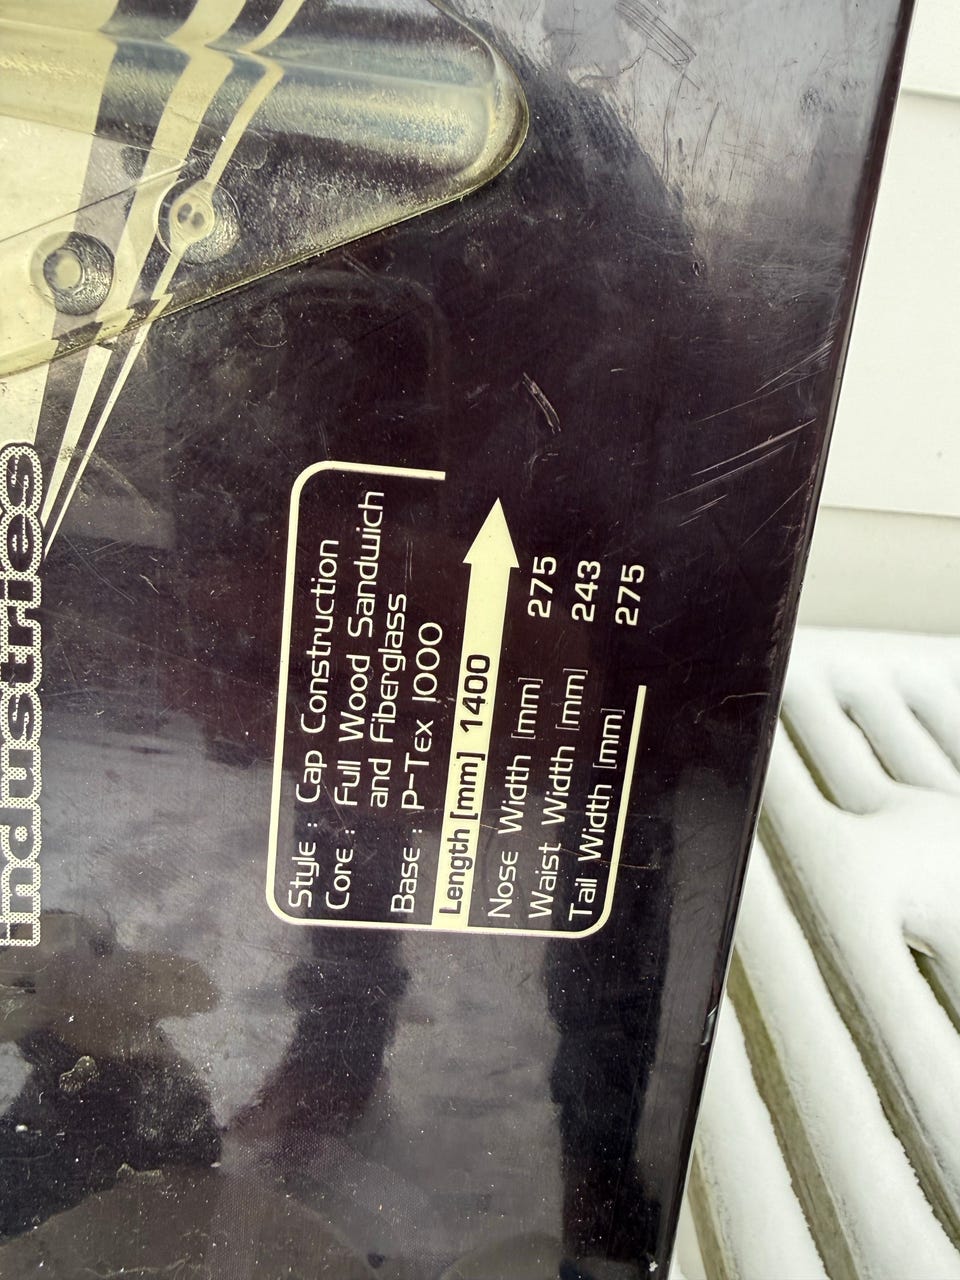 industries
Style : Cap Construction
Core : Full Wood Sandwich
and Fiberglass
Base : P-Tex 1000
Length [mm] 1400
Nose Width [mm] 275
Waist Width [mm] 243
Tail Width [mm] 275